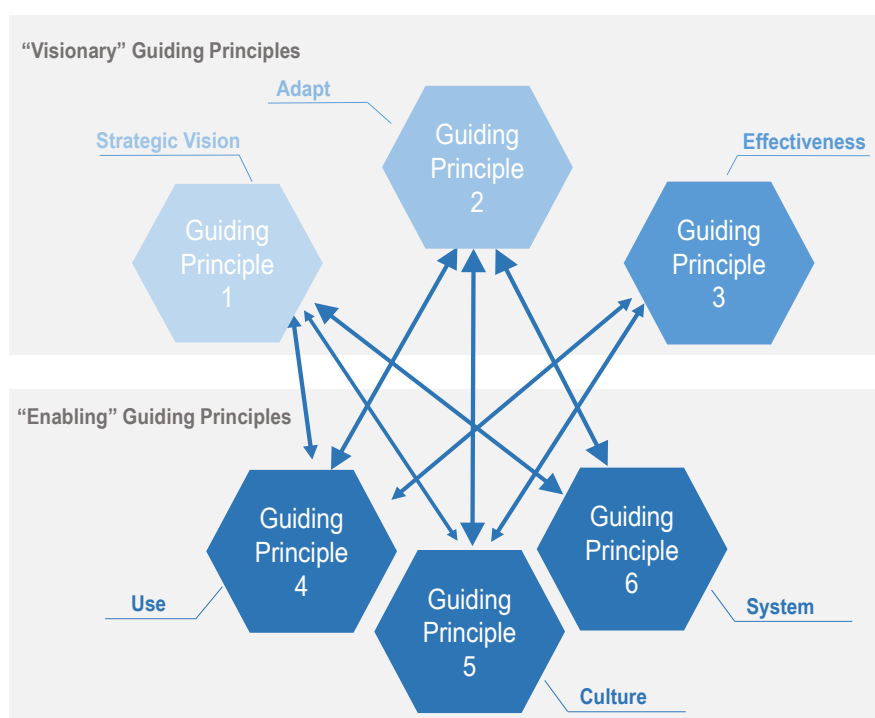 “Visionary” Guiding Principles
Adapt
Strategic Vision
Effectiveness
Guiding
Principle
1
Guiding
Principle
2
Guiding
Principle
3
“Enabling” Guiding Principles
Guiding
Principle
4
Guiding
Principle
5
Guiding
Principle
6
Use
System
Culture